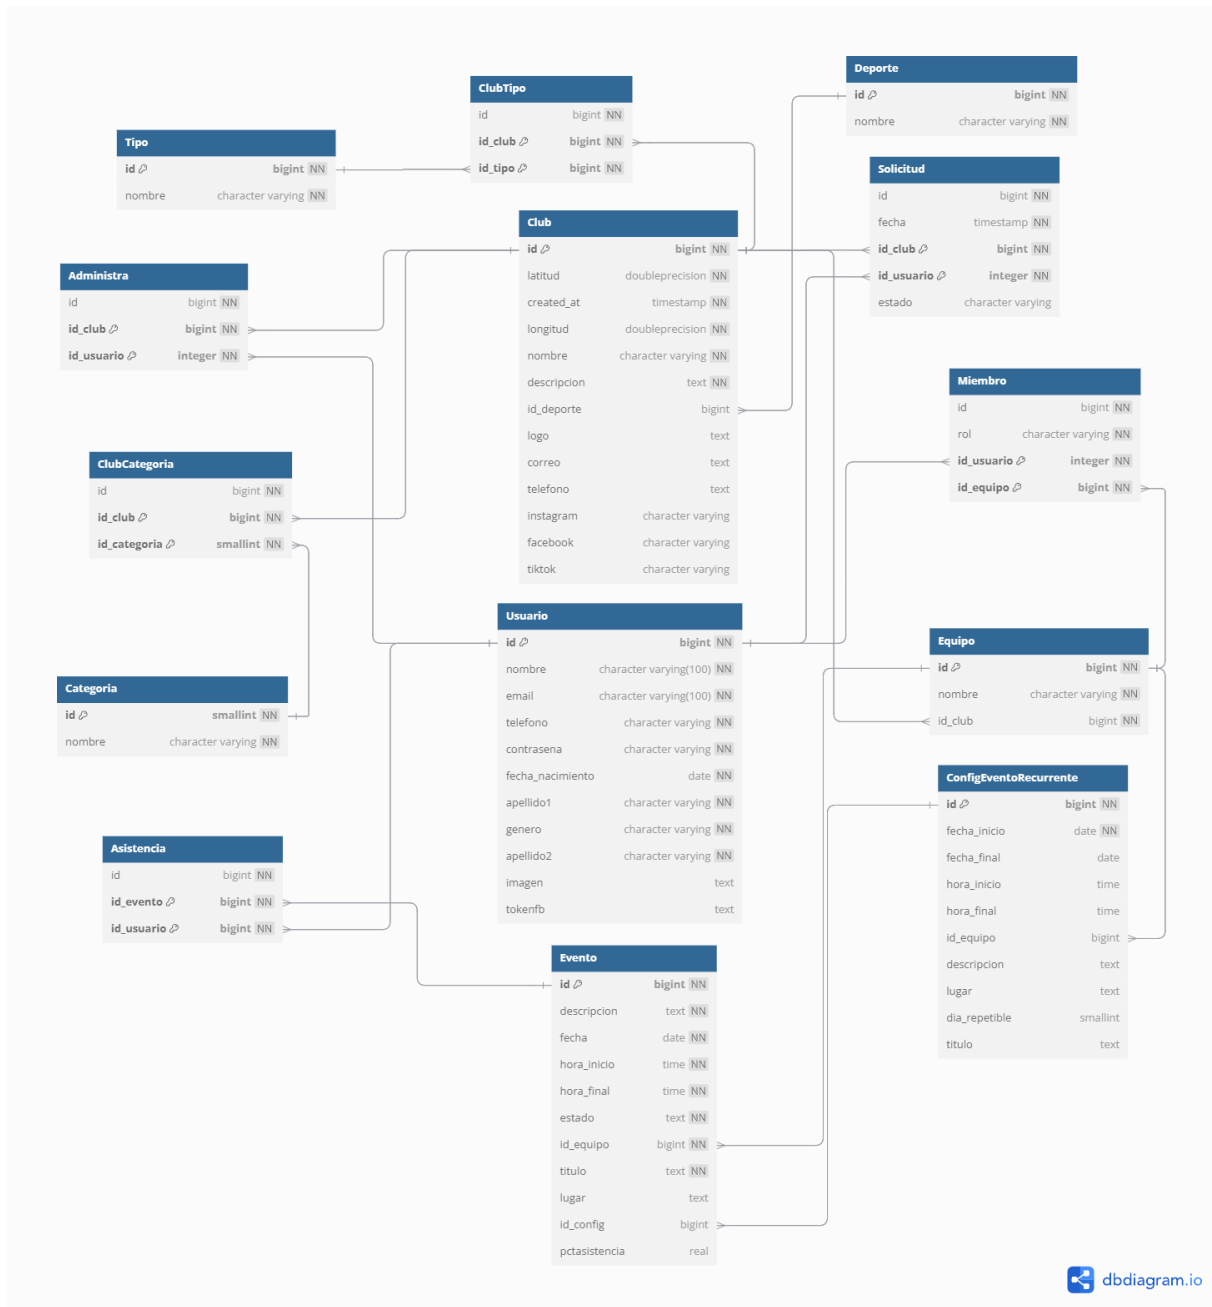 Deporte
id bigint NN
nombre character varying NN
ClubTipo
id bigint NN
id_club bigint NN
id_tipo bigint NN
Tipo
id bigint NN
nombre character varying NN
Solicitud
id bigint NN
fecha timestamp NN
id_club bigint NN
id_usuario integer NN
estado character varying
Club
id bigint NN
latitud doubleprecision NN
created_at timestamp NN
longitud doubleprecision NN
nombre character varying NN
descripcion text NN
id_deporte bigint
logo text
correo text
telefono text
instagram character varying
facebook character varying
tiktok character varying
Administra
id bigint NN
id_club bigint NN
id_usuario integer NN
Miembro
id bigint NN
rol character varying NN
id_usuario integer NN
id_equipo bigint NN
ClubCategoria
id bigint NN
id_club bigint NN
id_categoria smallint NN
Usuario
id bigint NN
nombre character varying(100) NN
email character varying(100) NN
telefono character varying NN
contrasena character varying NN
fecha_nacimiento date NN
apellido1 character varying NN
genero character varying NN
apellido2 character varying NN
imagen text
tokenfb text
Equipo
id bigint NN
nombre character varying NN
id_club bigint NN
Categoria
id smallint NN
nombre character varying NN
ConfigEventoRecurrente
id bigint NN
fecha_inicio date NN
fecha_final date
hora_inicio time
hora_final time
id_equipo bigint
descripcion text
lugar text
dia_repetible smallint
titulo text
Asistencia
id bigint NN
id_evento bigint NN
id_usuario bigint NN
Evento
id bigint NN
descripcion text NN
fecha date NN
hora_inicio time NN
hora_final time NN
estado text NN
id_equipo bigint NN
titulo text NN
lugar text
id_config bigint
pctasistencia real
dbdiagram.io